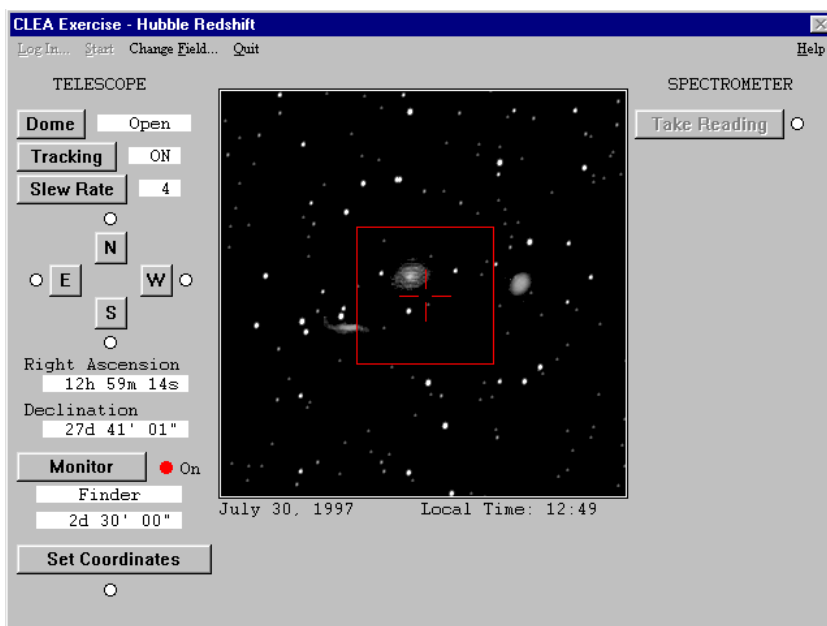 CLEA Exercise - Hubble Redshift
Log In... Start Change Field... Quit Help
TELESCOPE
Dome Open
Tracking ON
Slew Rate 4
N
E W
S
Right Ascension
12h 59m 14s
Declination
27d 41' 01"
Monitor On
Finder
2d 30' 00"
Set Coordinates
July 30, 1997 Local Time: 12:49
SPECTROMETER
Take Reading